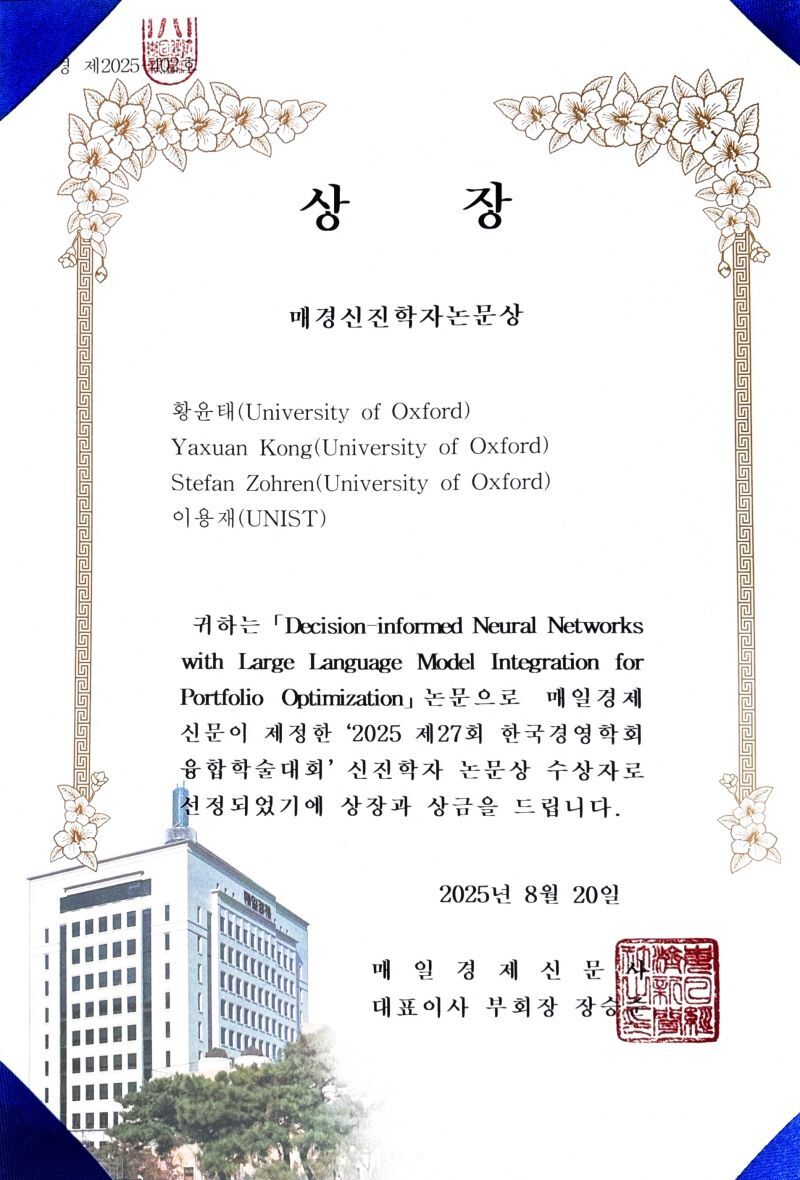 제2025-402호
상 장
매경신진학자논문상
황윤태(University of Oxford)
Yaxuan Kong(University of Oxford)
Stefan Zohren(University of Oxford)
이용재(UNIST)
귀하는「Decision-informed Neural Networks
with Large Language Model Integration for
Portfolio Optimization」논문으로 매일경제
신문이 제정한 ‘2025 제27회 한국경영학회
융합학술대회’ 신진학자 논문상 수상자로
선정되었기에 상장과 상금을 드립니다.
매일경제
2025년 8월 20일
매 일 경 제 신 문 사
대표이사 부회장 장승준